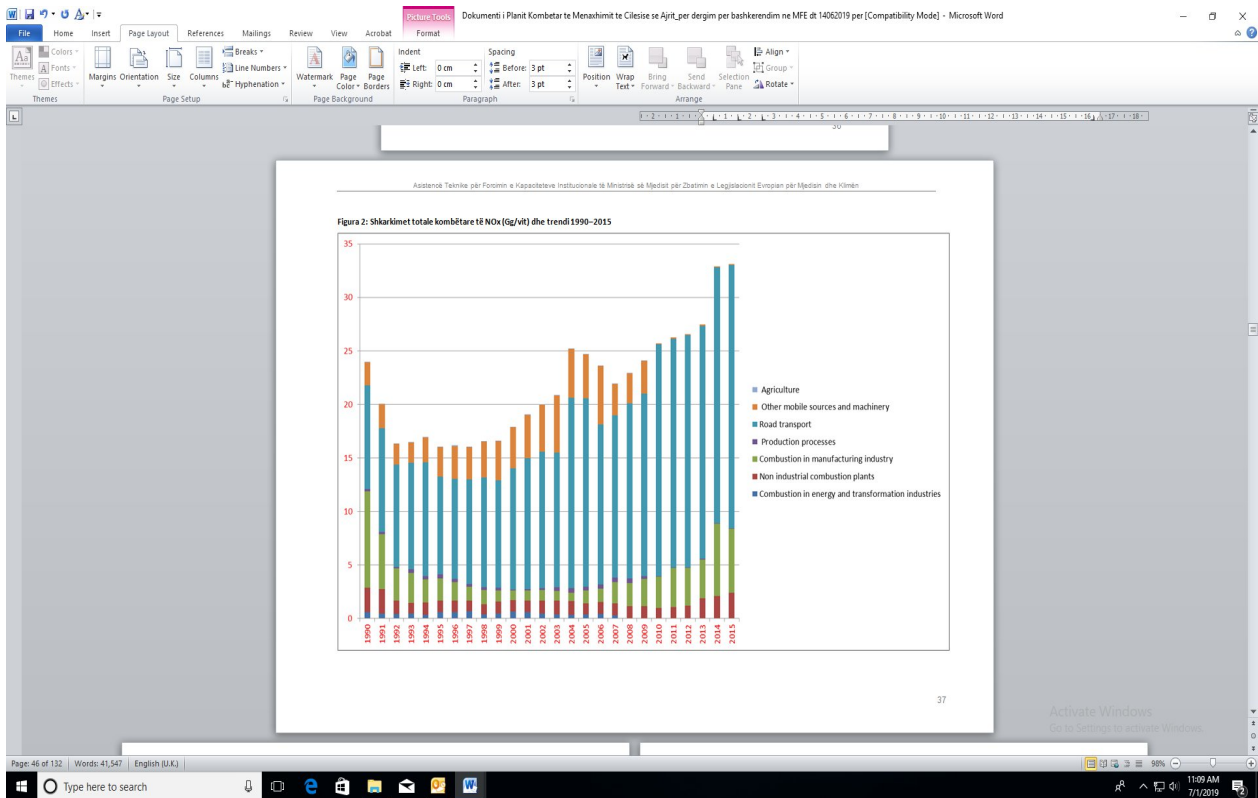 Picture Tools
Dokumenti i Planit Kombetar te Menaxhimit te Cilesise se Ajrit_per dergim per bashkerendim ne MFE dt 14062019 per [Compatibility Mode] - Microsoft Word
File Home Insert Page Layout References Mailings Review View Acrobat Format
Themes
Colors
Fonts
Effects
Themes
Margins
Orientation
Size
Columns
Breaks
Line Numbers
Hyphenation
Page Setup
Watermark
Page Color
Page Borders
Page Background
Indent
Left: 0 cm
Right: 0 cm
Spacing
Before: 3 pt
After: 3 pt
Paragraph
Position
Wrap Text
Bring Forward
Send Backward
Selection Pane
Align
Group
Rotate
Arrange
Asistencë Teknike për Forcimin e Kapaciteteve Institucionale të Ministrisë së Mjedisit për Zbatimin e Legjislacionit Evropian për Mjedisin dhe Klimën
Figura 2: Shkarkimet totale kombëtare të NOx (Gg/vit) dhe trendi 1990–2015
35
30
25
20
15
10
5
0
1990 1991 1992 1993 1994 1995 1996 1997 1998 1999 2000 2001 2002 2003 2004 2005 2006 2007 2008 2009 2010 2011 2012 2013 2014 2015
Agriculture
Other mobile sources and machinery
Road transport
Production processes
Combustion in manufacturing industry
Non industrial combustion plants
Combustion in energy and transformation industries
37
Activate Windows
Go to Settings to activate Windows.
Page: 46 of 132 Words: 41,547 English (U.K.) 98%
Type here to search
11:09 AM
7/1/2019